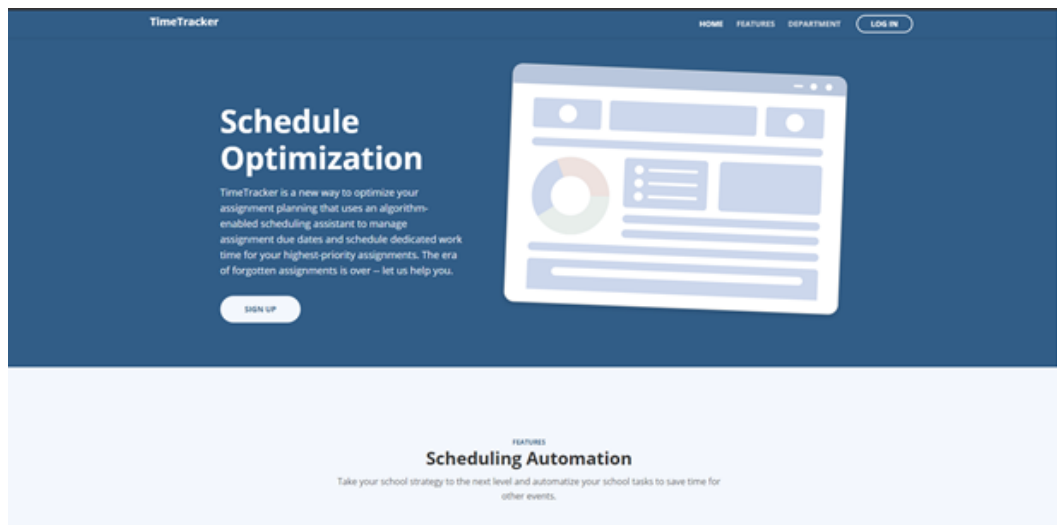 TimeTracker
HOME FEATURES DEPARTMENT LOG IN
Schedule
Optimization
TimeTracker is a new way to optimize your
assignment planning that uses an algorithm-
enabled scheduling assistant to manage
assignment due dates and schedule dedicated work
time for your highest-priority assignments. The era
of forgotten assignments is over – let us help you.
SIGN UP
FEATURES
Scheduling Automation
Take your school strategy to the next level and automatize your school tasks to save time for
other events.